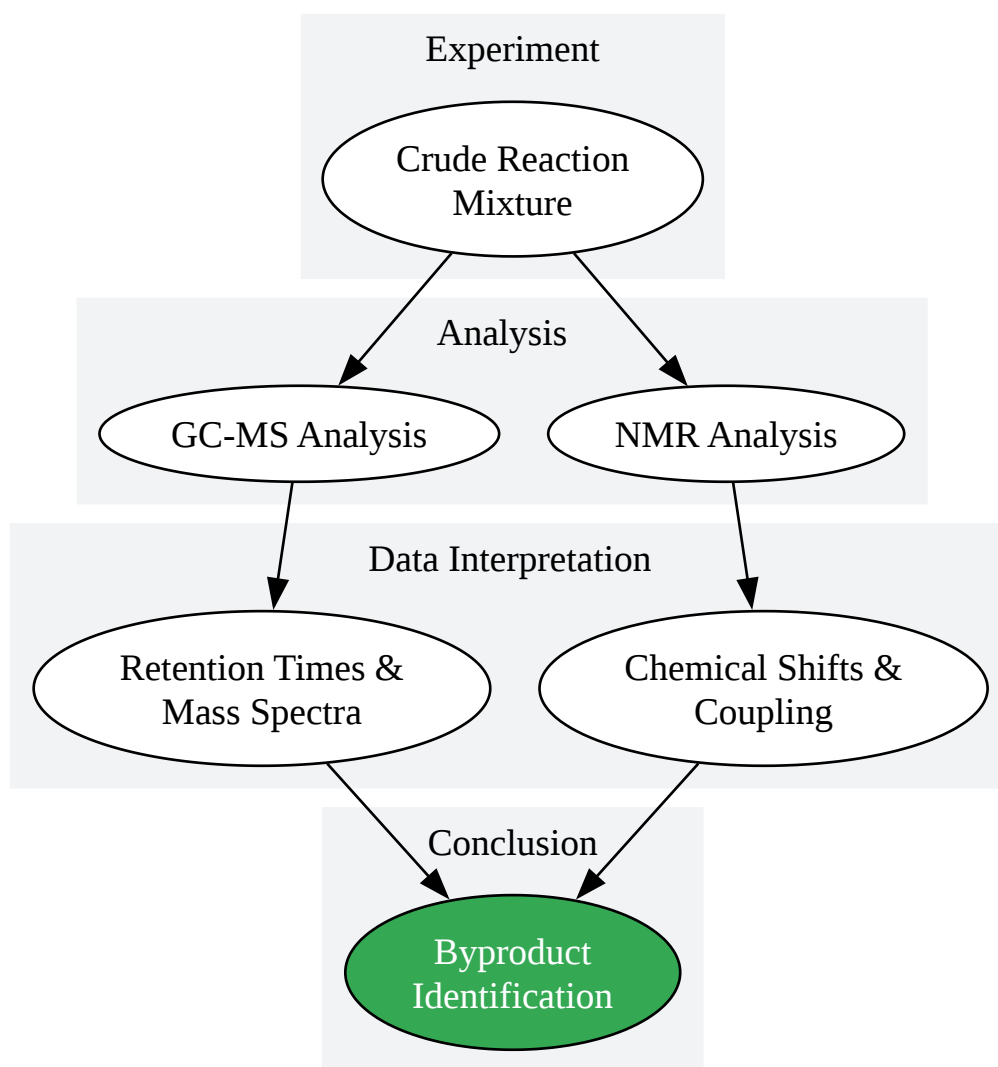 Experiment
Crude Reaction
Mixture
Analysis
GC-MS Analysis
NMR Analysis
Data Interpretation
Retention Times &
Mass Spectra
Chemical Shifts &
Coupling
Conclusion
Byproduct
Identification